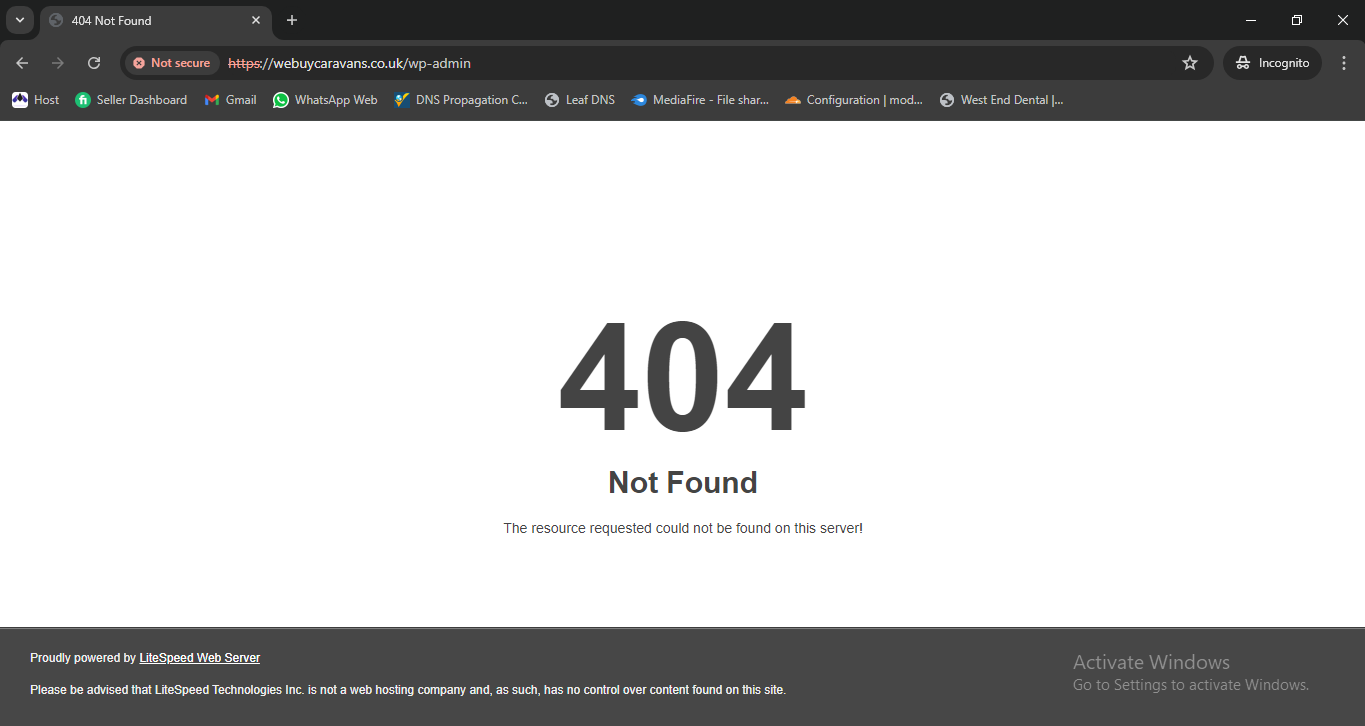 404 Not Found
Not secure https://webuycaravans.co.uk/wp-admin Incognito
Host Seller Dashboard Gmail WhatsApp Web DNS Propagation C... Leaf DNS MediaFire - File shar... Configuration | mod... West End Dental |...
404
Not Found
The resource requested could not be found on this server!
Proudly powered by LiteSpeed Web Server
Please be advised that LiteSpeed Technologies Inc. is not a web hosting company and, as such, has no control over content found on this site.
Activate Windows
Go to Settings to activate Windows.